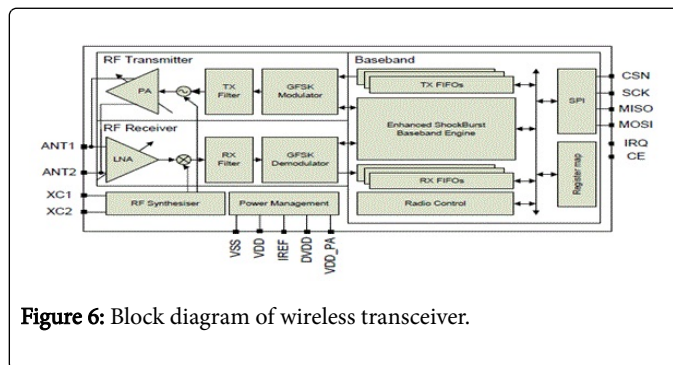 RF Transmitter
Baseband
PA
TX
Filter
GFSK
Modulator
TX FIFOs
SPI
CSN
SCK
MISO
MOSI
IRQ
CE
Enhanced ShockBurst
Baseband Engine
RF Receiver
ANT1
ANT2
LNA
RX
Filter
GFSK
Demodulator
RX FIFOs
Register map
XC1
XC2
RF Synthesiser
Power Management
Radio Control
VSS
VDD
IREF
DVDD
VDD_PA
Figure 6: Block diagram of wireless transceiver.